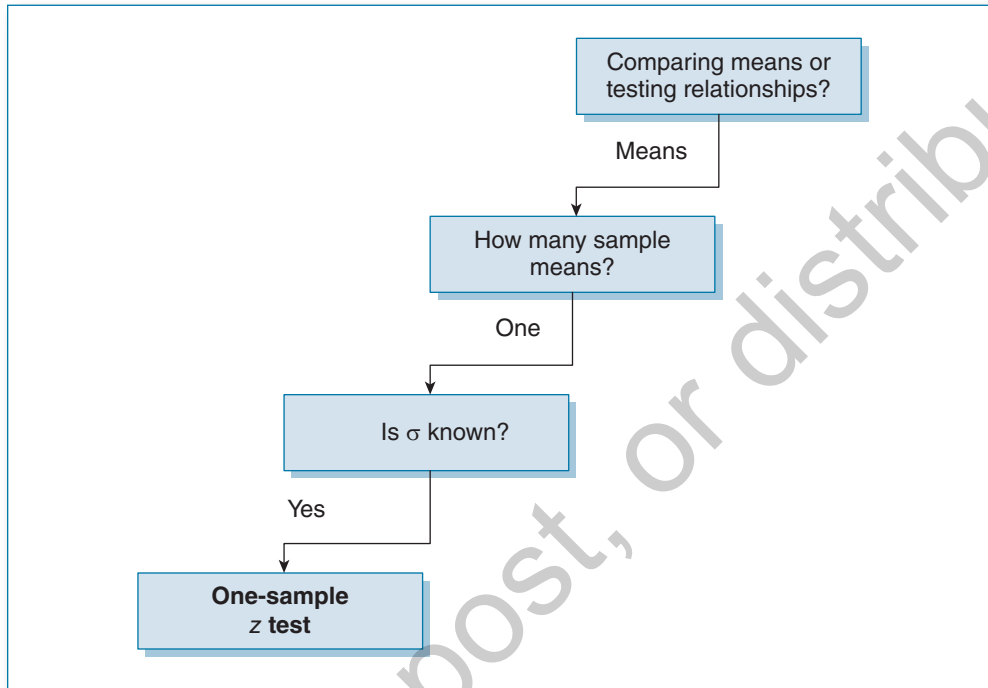 Comparing means or
testing relationships?
Means
How many sample
means?
One
Is σ known?
Yes
One-sample
z test
post, or distribu